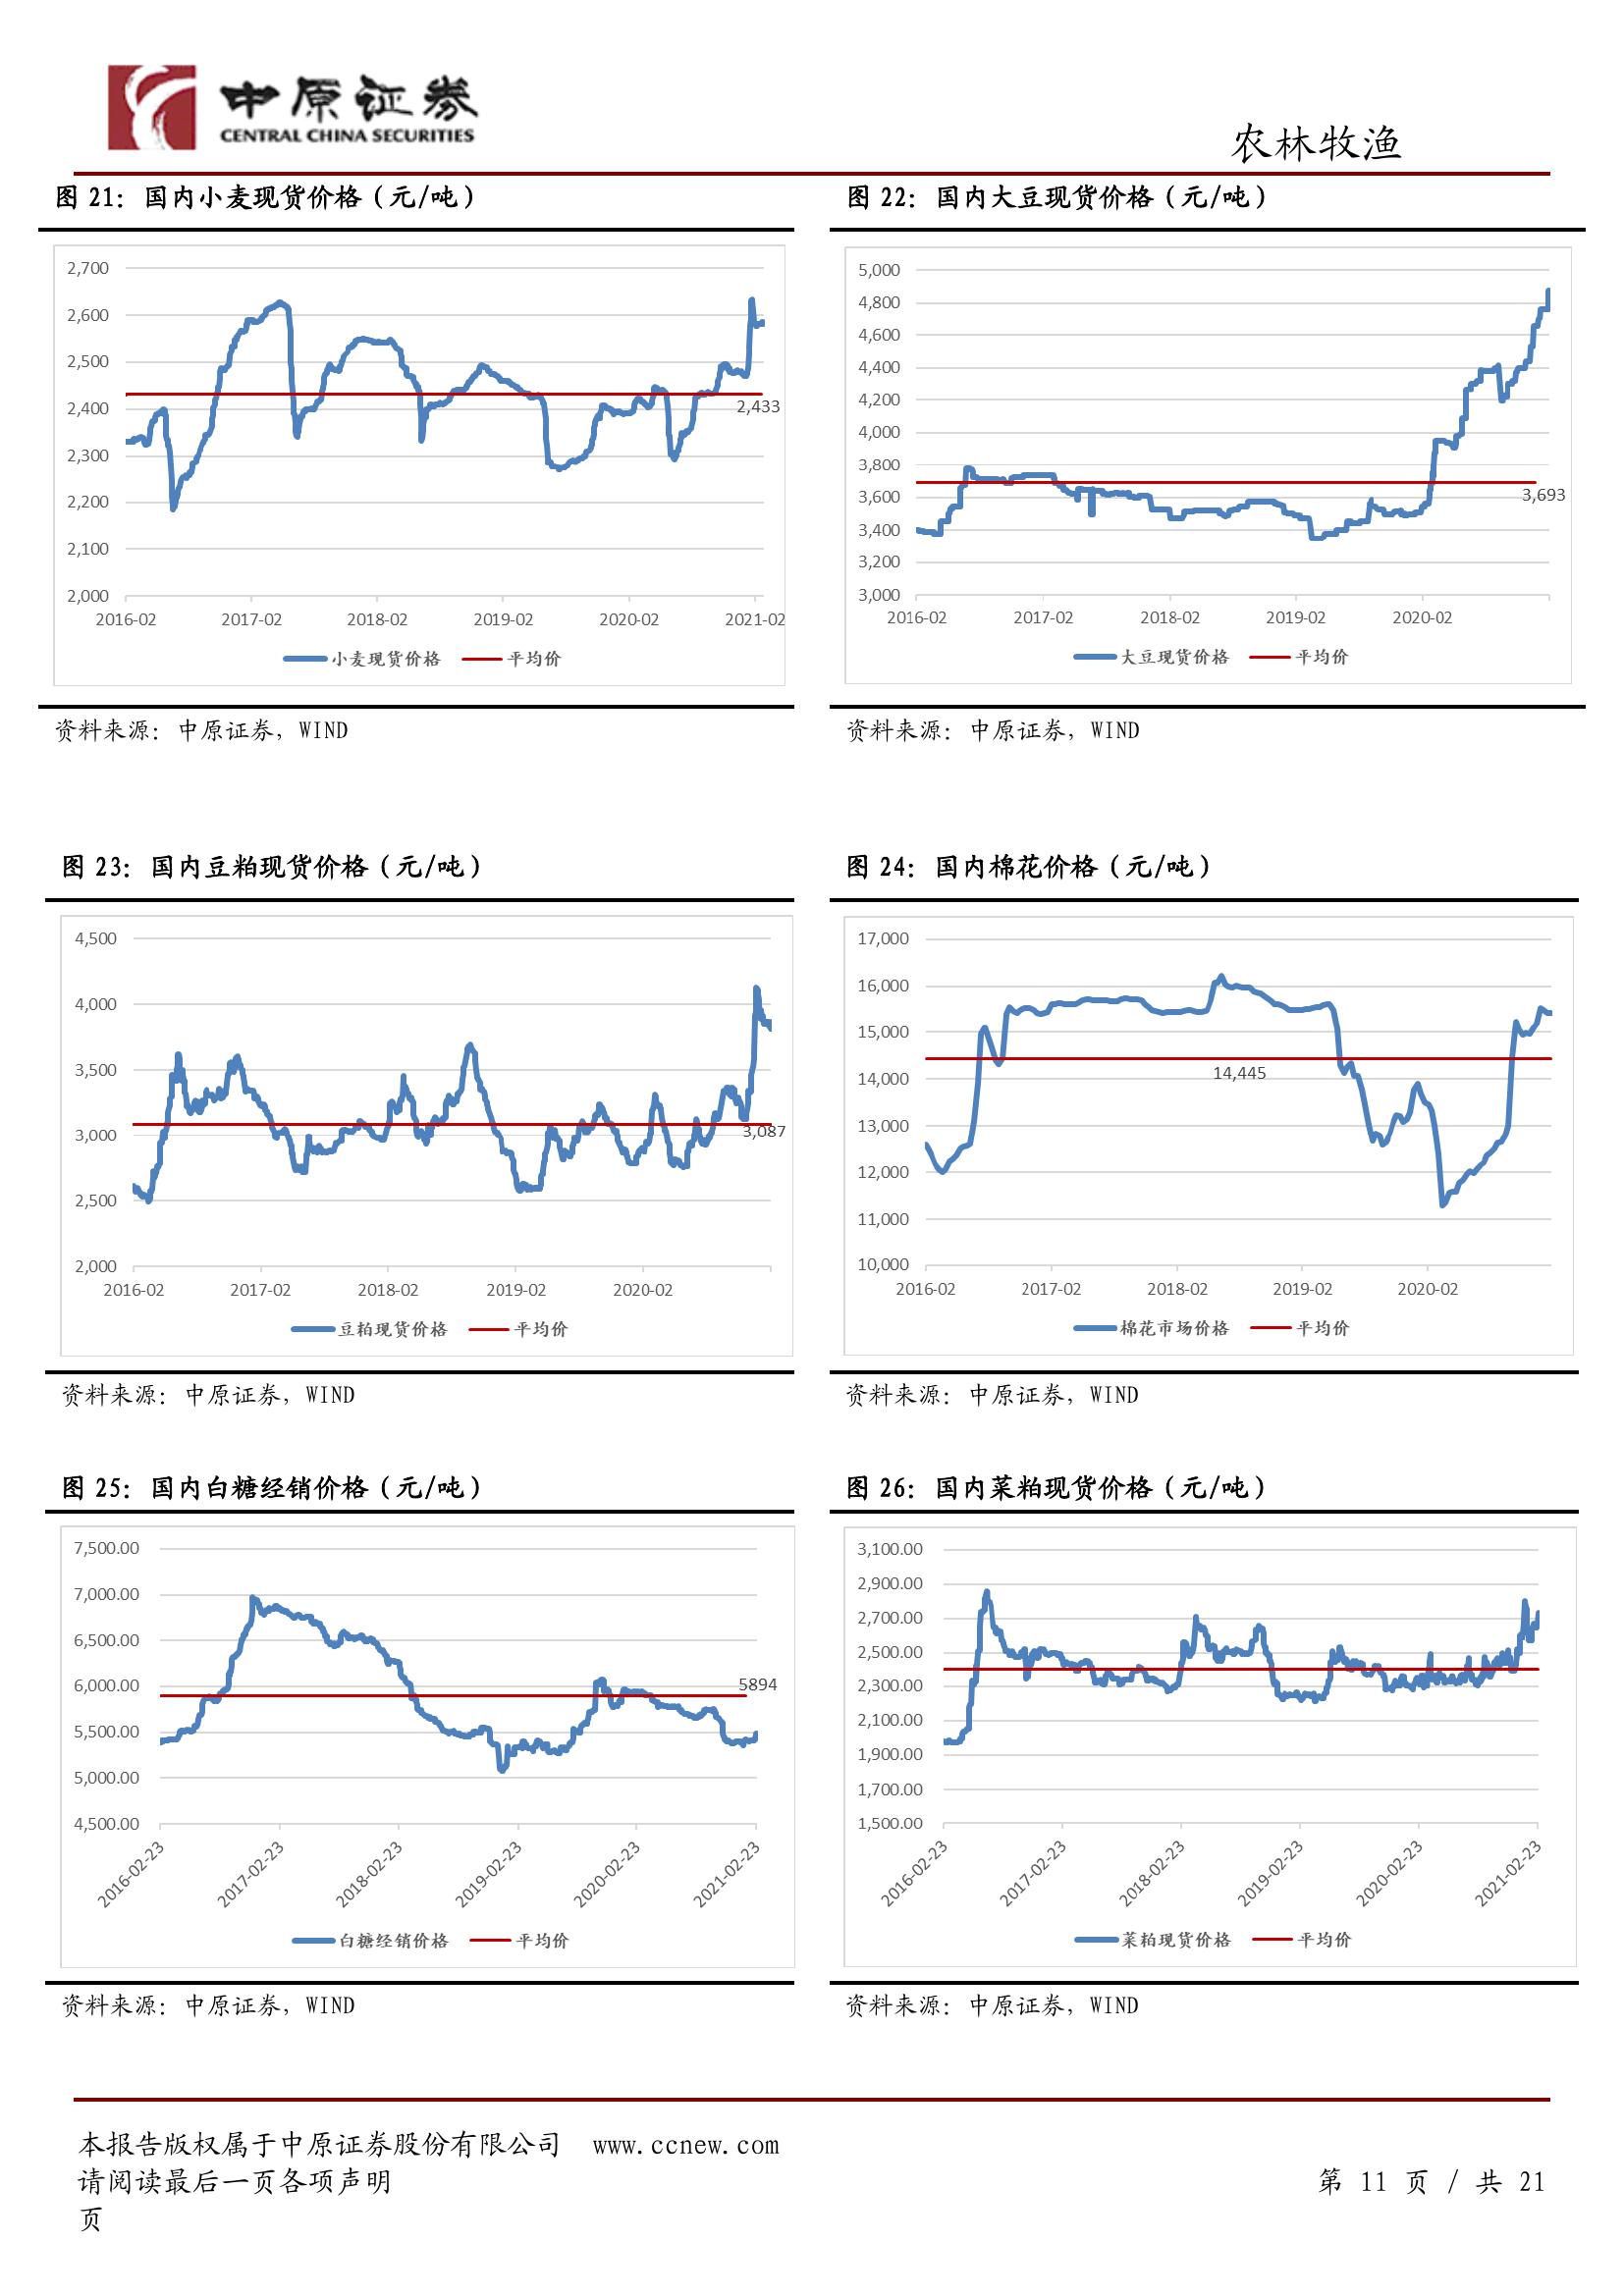 中原证券
CENTRAL CHINA SECURITIES
农林牧渔
图 21：国内小麦现货价格（元/吨）
2,700
2,600
2,500
2,400
2,300
2,200
2,100
2,000
2,433
2016-02 2017-02 2018-02 2019-02 2020-02 2021-02
小麦现货价格 平均价
资料来源：中原证券，WIND
图 22：国内大豆现货价格（元/吨）
5,000
4,800
4,600
4,400
4,200
4,000
3,800
3,600
3,400
3,200
3,000
3,693
2016-02 2017-02 2018-02 2019-02 2020-02
大豆现货价格 平均价
资料来源：中原证券，WIND
图 23：国内豆粕现货价格（元/吨）
4,500
4,000
3,500
3,000
2,500
2,000
3,087
2016-02 2017-02 2018-02 2019-02 2020-02
豆粕现货价格 平均价
资料来源：中原证券，WIND
图 24：国内棉花价格（元/吨）
17,000
16,000
15,000
14,000
13,000
12,000
11,000
10,000
14,445
2016-02 2017-02 2018-02 2019-02 2020-02
棉花市场价格 平均价
资料来源：中原证券，WIND
图 25：国内白糖经销价格（元/吨）
7,500.00
7,000.00
6,500.00
6,000.00
5,500.00
5,000.00
4,500.00
5894
2016-02-23 2017-02-23 2018-02-23 2019-02-23 2020-02-23 2021-02-23
白糖经销价格 平均价
资料来源：中原证券，WIND
图 26：国内菜粕现货价格（元/吨）
3,100.00
2,900.00
2,700.00
2,500.00
2,300.00
2,100.00
1,900.00
1,700.00
1,500.00
2016-02-23 2017-02-23 2018-02-23 2019-02-23 2020-02-23 2021-02-23
菜粕现货价格 平均价
资料来源：中原证券，WIND
本报告版权属于中原证券股份有限公司 www.ccnew.com
请阅读最后一页各项声明 第 11 页 / 共 21
页